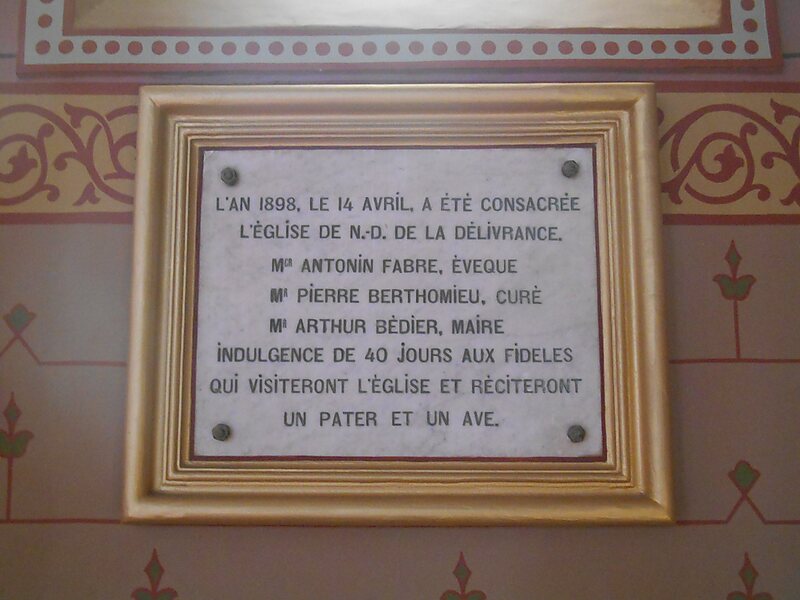 L'AN 1898, LE 14 AVRIL, A ÉTÉ CONSACRÉE
L'ÉGLISE DE N.-D. DE LA DÉLIVRANCE.
MGR ANTONIN FABRE, ÉVEQUE
MR PIERRE BERTHOMIEU, CURÉ
MR ARTHUR BÉDIER, MAIRE
INDULGENCE DE 40 JOURS AUX FIDELES
QUI VISITERONT L'ÉGLISE ET RÉCITERONT
UN PATER ET UN AVE.